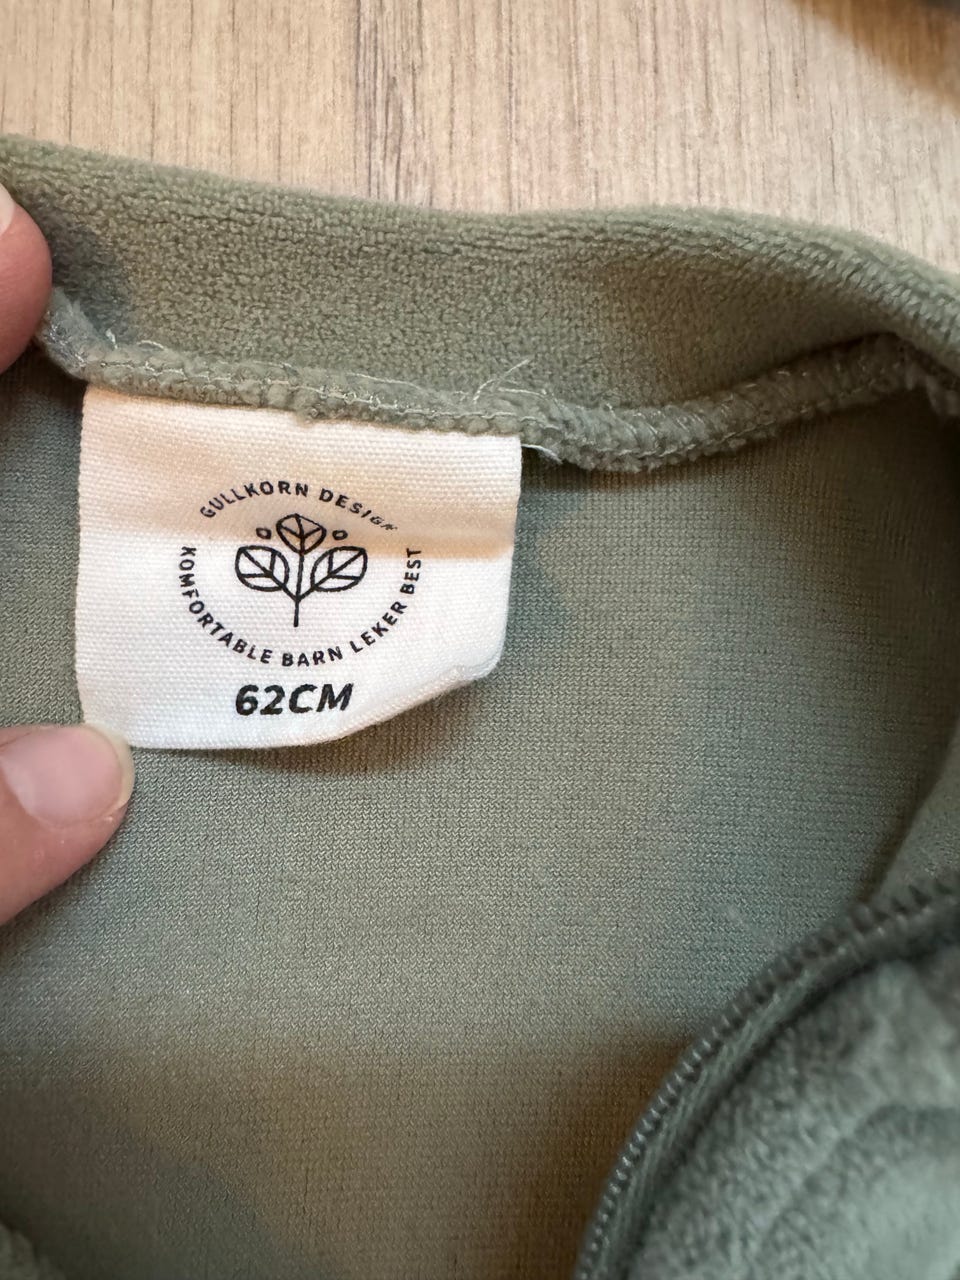 GULLKORN DESIGN
KOMFORTABLE BARN LEKER BEST
62CM